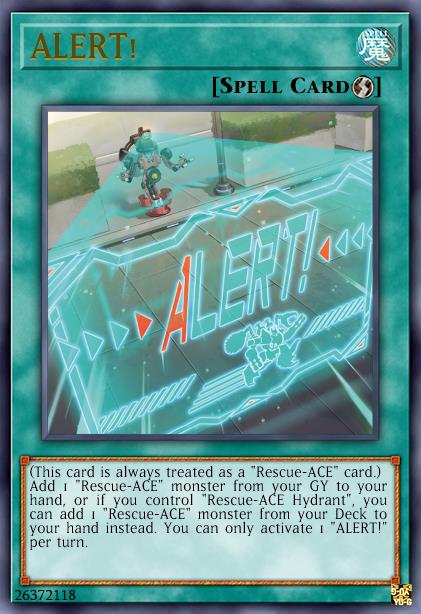 ALERT!
SPELL
魔
[SPELL CARD]
ALERT!
(This card is always treated as a "Rescue-ACE" card.)
Add 1 "Rescue-ACE" monster from your GY to your
hand, or if you control "Rescue-ACE Hydrant", you
can add 1 "Rescue-ACE" monster from your Deck to
your hand instead. You can only activate 1 "ALERT!"
per turn.
26372118